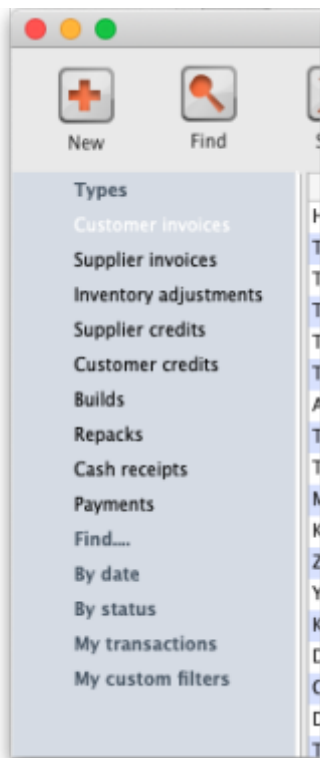 New
Find
Types
Customer invoices
Supplier invoices
Inventory adjustments
Supplier credits
Customer credits
Builds
Repacks
Cash receipts
Payments
Find....
By date
By status
My transactions
My custom filters